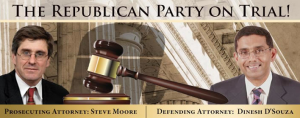 The Republican Party on Trial!
Prosecuting Attorney: Steve Moore Defending Attorney: Dinesh D'Souza